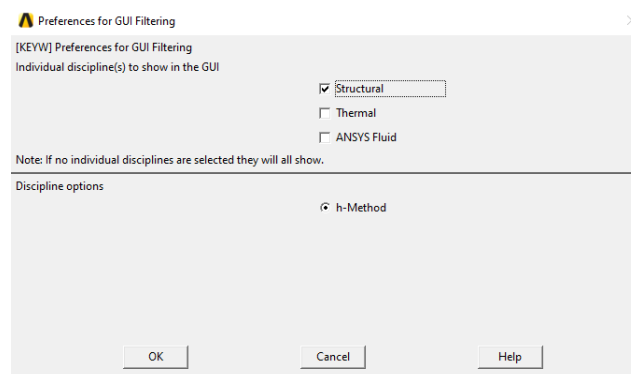 Preferences for GUI Filtering
[KEYW] Preferences for GUI Filtering
Individual discipline(s) to show in the GUI
Structural
Thermal
ANSYS Fluid
Note: If no individual disciplines are selected they will all show.
Discipline options
h-Method
OK Cancel Help